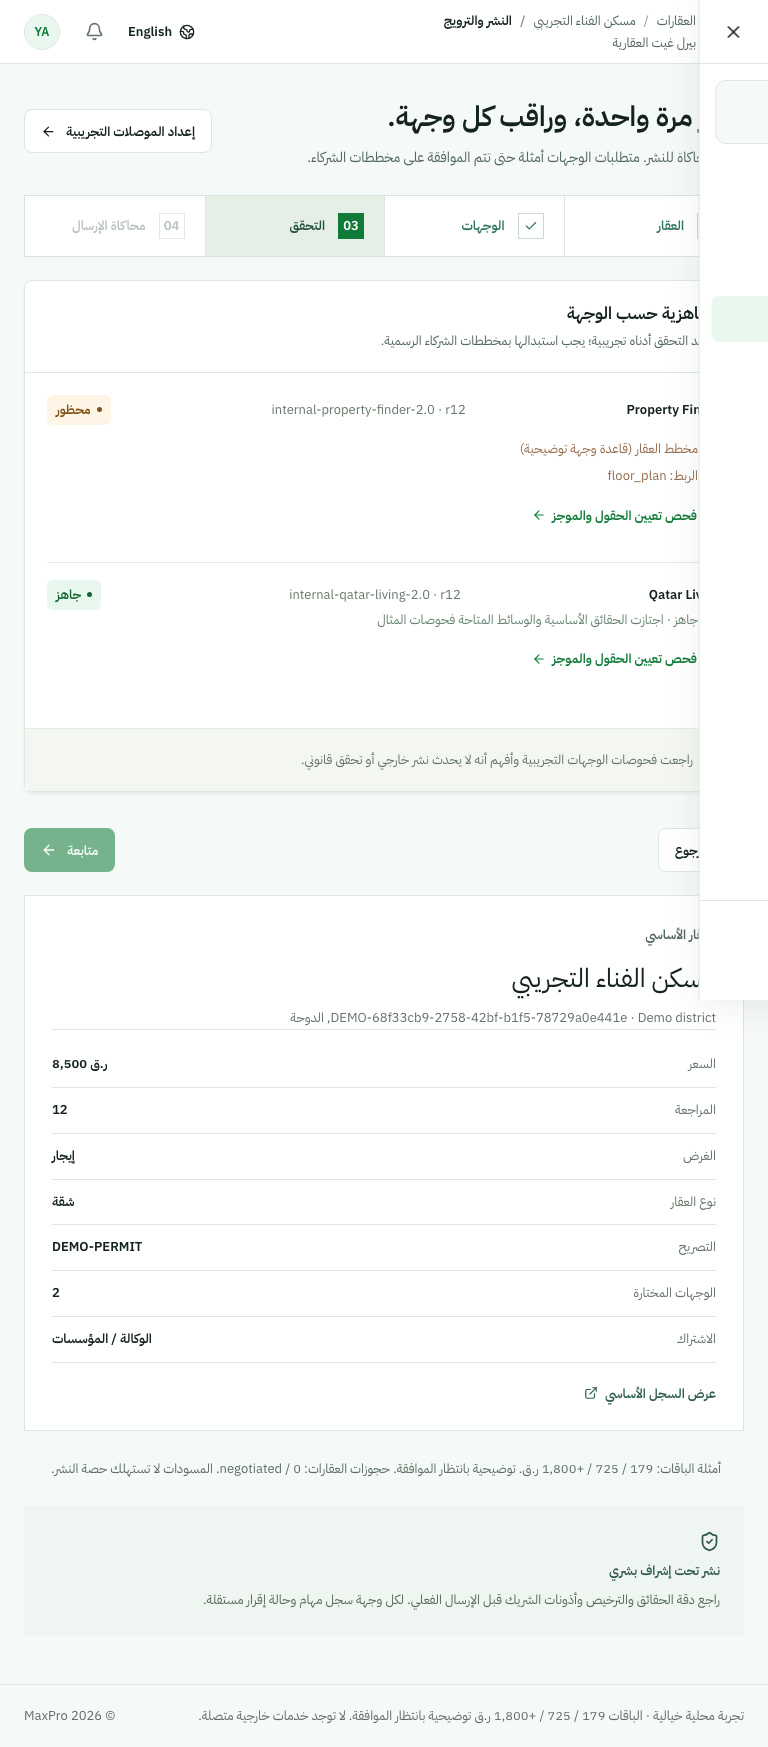 العقارات / مسكن الفناء التجريبي / النشر والترويج
بيرل غيت العقارية
English
YA
مرة واحدة، وراقب كل وجهة.
للنشر. متطلبات الوجهات أمثلة حتى تتم الموافقة على مخططات الشركاء.
إعداد الموصلات التجريبية
العقار
الوجهات
03 التحقق
04 محاكاة الإرسال
حسب الوجهة
التحقق أدناه تجريبية؛ يجب استبدالها بمخططات الشركاء الرسمية.
Property
internal-property-finder-2.0 · r12
محظور
مخطط العقار (قاعدة وجهة توضيحية)
الربط: floor_plan
فحص تعيين الحقول والموجز
Qatar
internal-qatar-living-2.0 · r12
جاهز
جاهز · اجتازت الحقائق الأساسية والوسائط المتاحة فحوصات المثال
فحص تعيين الحقول والموجز
راجعت فحوصات الوجهات التجريبية وأفهم أنه لا يحدث نشر خارجي أو تحقق قانوني.
متابعة
الأساسي
الفناء التجريبي
DEMO-68f33cb9-2758-42bf-b1f5-78729a0e441e · Demo district, الدوحة
السعر
8,500 ر.ق
المراجعة
12
الغرض
إيجار
نوع العقار
شقة
التصريح
DEMO-PERMIT
الوجهات المختارة
2
الاشتراك
الوكالة / المؤسسات
عرض السجل الأساسي
أمثلة الباقات: 179 / 725 / +1,800 ر.ق. توضيحية بانتظار الموافقة. حجوزات العقارات: 0 / negotiated. المسودات لا تستهلك حصة النشر.
نشر تحت إشراف بشري
راجع دقة الحقائق والترخيص وأذونات الشريك قبل الإرسال الفعلي. لكل وجهة سجل مهام وحالة إقرار مستقلة.
تجربة محلية خيالية · الباقات 179 / 725 / +1,800 ر.ق توضيحية بانتظار الموافقة. لا توجد خدمات خارجية متصلة.
© 2026 MaxPro